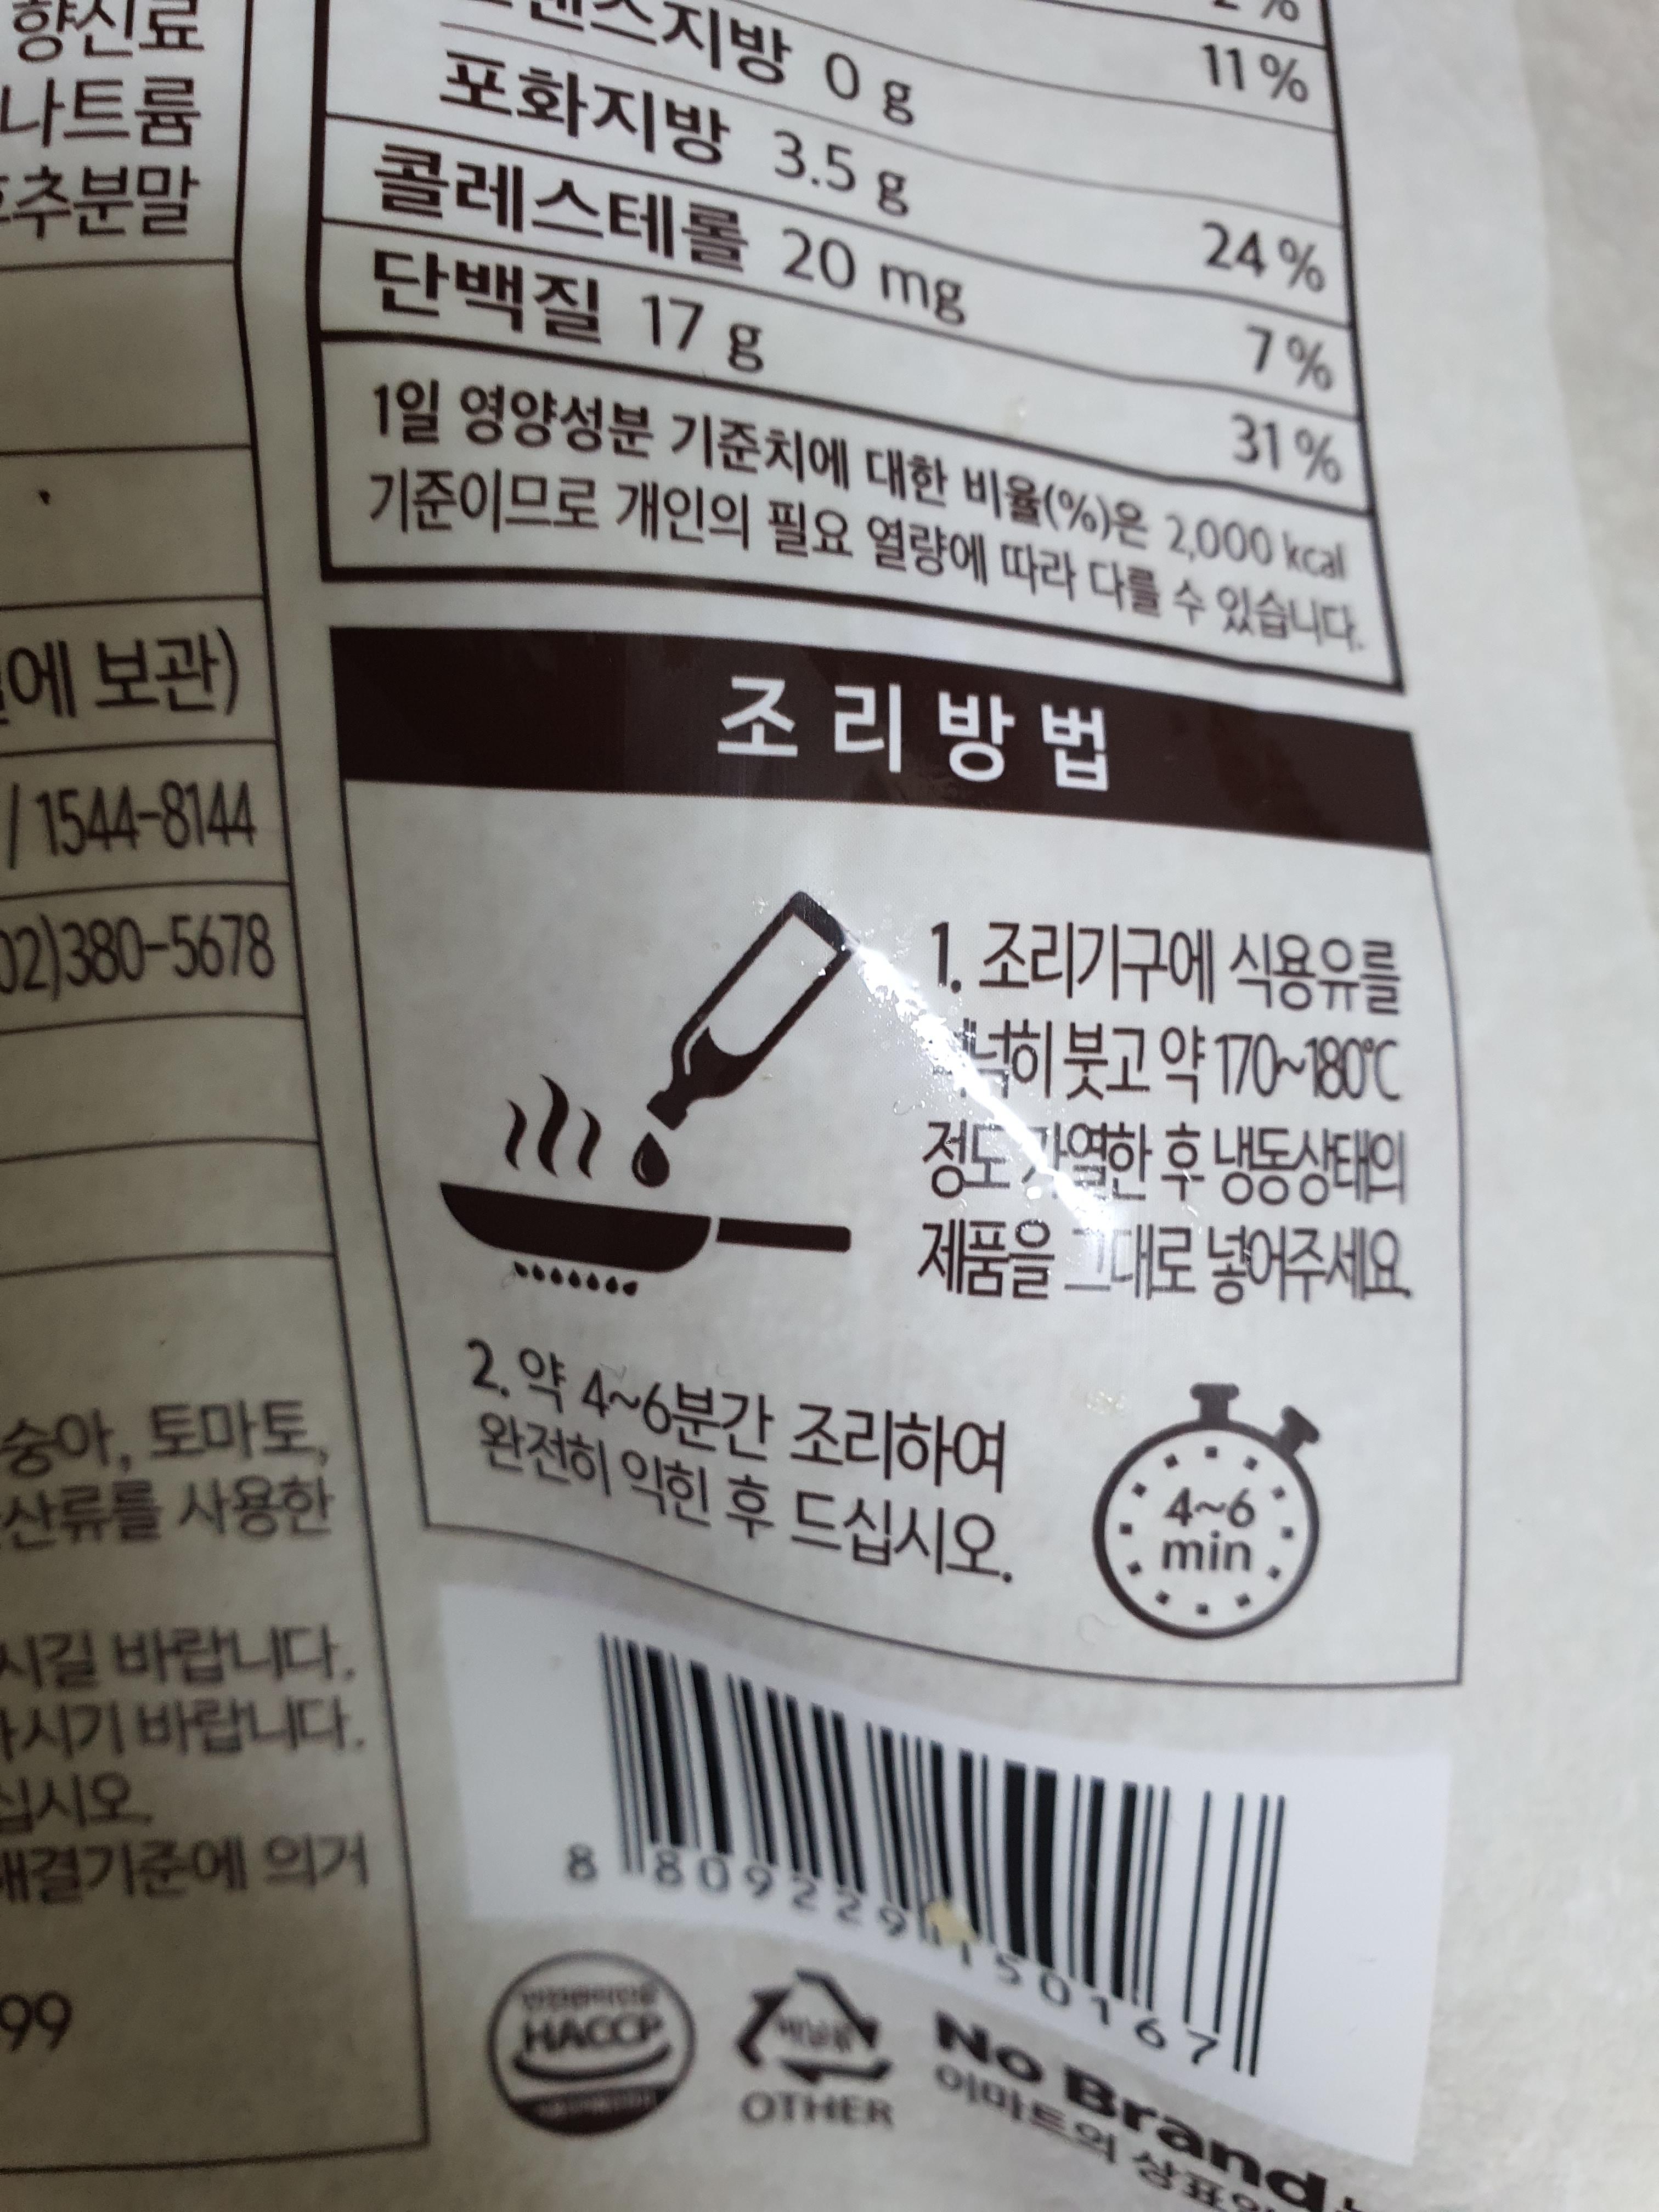 향신료
나트륨
추분말
에 보관)
/ 1544-8144
02)380-5678
숭아, 토마토,
산류를 사용한
시길 바랍니다.
시기 바랍니다.
십시오.
해결기준에 의거
99
%
지방 0 g 11 %
포화지방 3.5 g 24 %
콜레스테롤 20 mg 7 %
단백질 17 g 31 %
1일 영양성분 기준치에 대한 비율(%)은 2,000 kcal
기준이므로 개인의 필요 열량에 따라 다를 수 있습니다.
조리방법
1. 조리기구에 식용유를
넉히 붓고 약 170~180℃
정도 가열한 후 냉동상태의
제품을 그대로 넣어주세요.
2. 약 4~6분간 조리하여
완전히 익힌 후 드십시오.
4~6
min
8 809229 150167
HACCP
비닐류
OTHER
No Brand
이마트의 상표